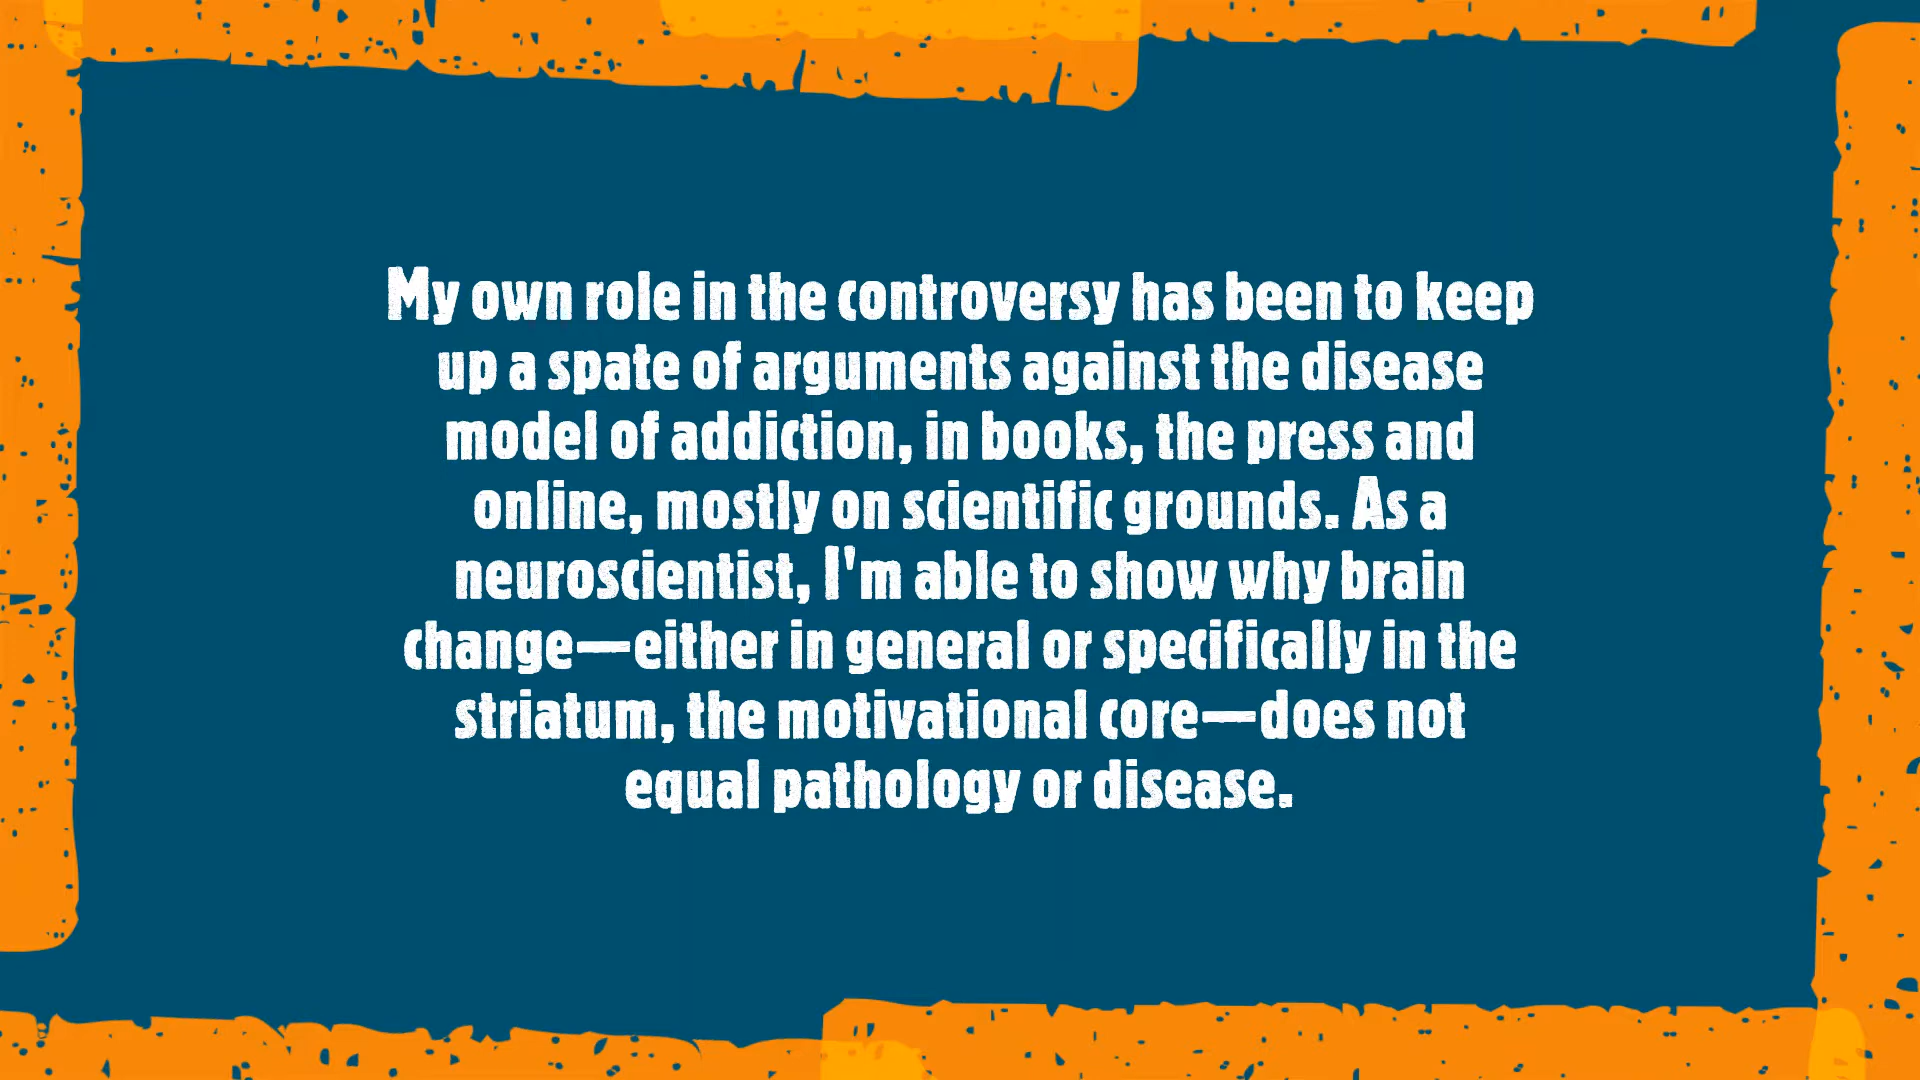 My own role in the controversy has been to keep
up a spate of arguments against the disease
model of addiction, in books, the press and
online, mostly on scientific grounds. As a
neuroscientist, I'm able to show why brain
change—either in general or specifically in the
striatum, the motivational core—does not
equal pathology or disease.